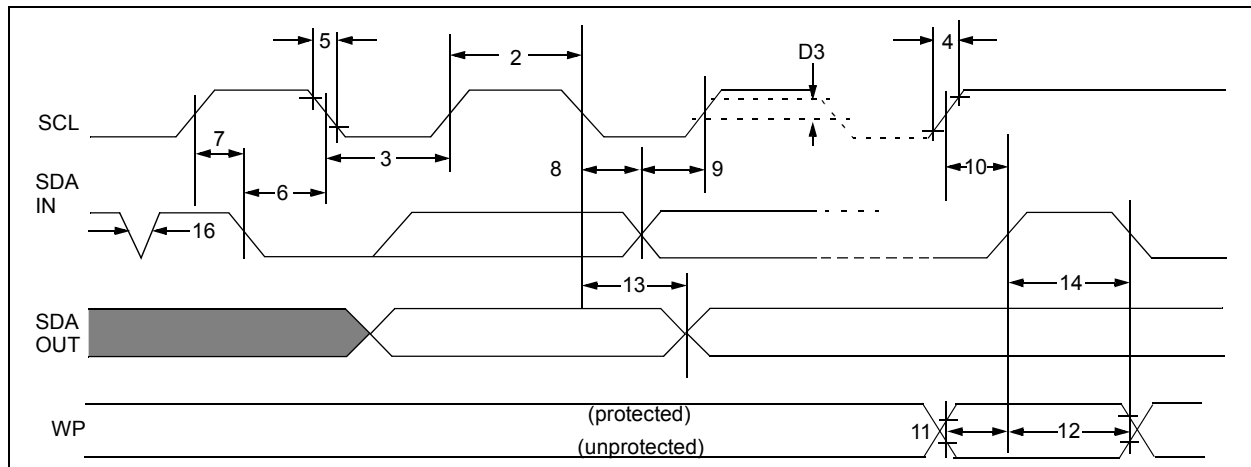 5
2
D3
4
SCL
7
3
8
9
10
6
SDA
IN
16
13
14
SDA
OUT
WP
(protected)
(unprotected)
11
12